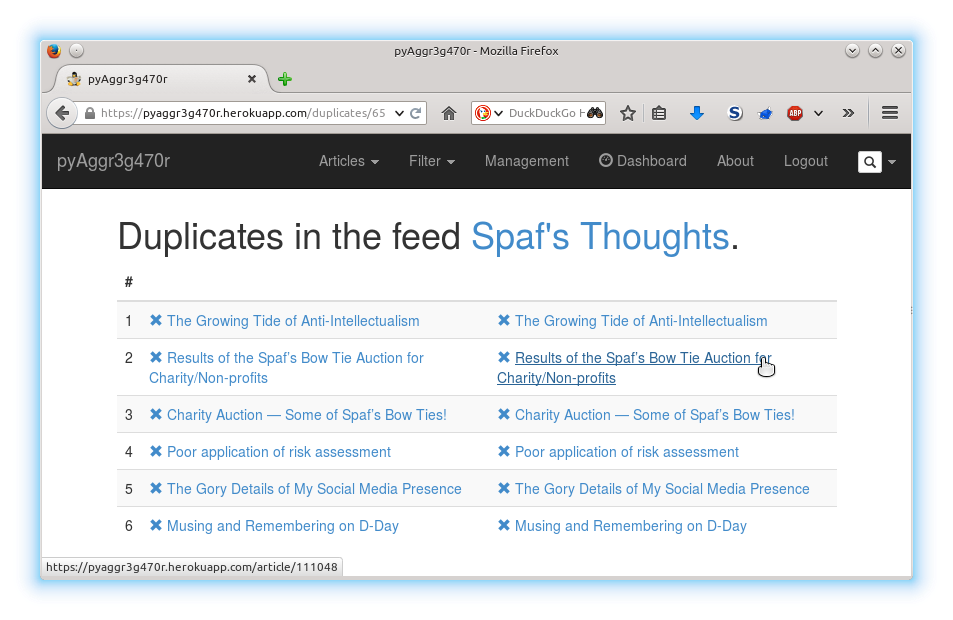 pyAggr3g470r - Mozilla Firefox
pyAggr3g470r
https://pyaggr3g470r.herokuapp.com/duplicates/65
DuckDuckGo H
S
ABP
pyAggr3g470r Articles Filter Management Dashboard About Logout
Duplicates in the feed Spaf's Thoughts.
#
1 The Growing Tide of Anti-Intellectualism The Growing Tide of Anti-Intellectualism
2 Results of the Spaf’s Bow Tie Auction for Results of the Spaf’s Bow Tie Auction for
Charity/Non-profits Charity/Non-profits
3 Charity Auction — Some of Spaf’s Bow Ties! Charity Auction — Some of Spaf’s Bow Ties!
4 Poor application of risk assessment Poor application of risk assessment
5 The Gory Details of My Social Media Presence The Gory Details of My Social Media Presence
6 Musing and Remembering on D-Day Musing and Remembering on D-Day
https://pyaggr3g470r.herokuapp.com/article/111048